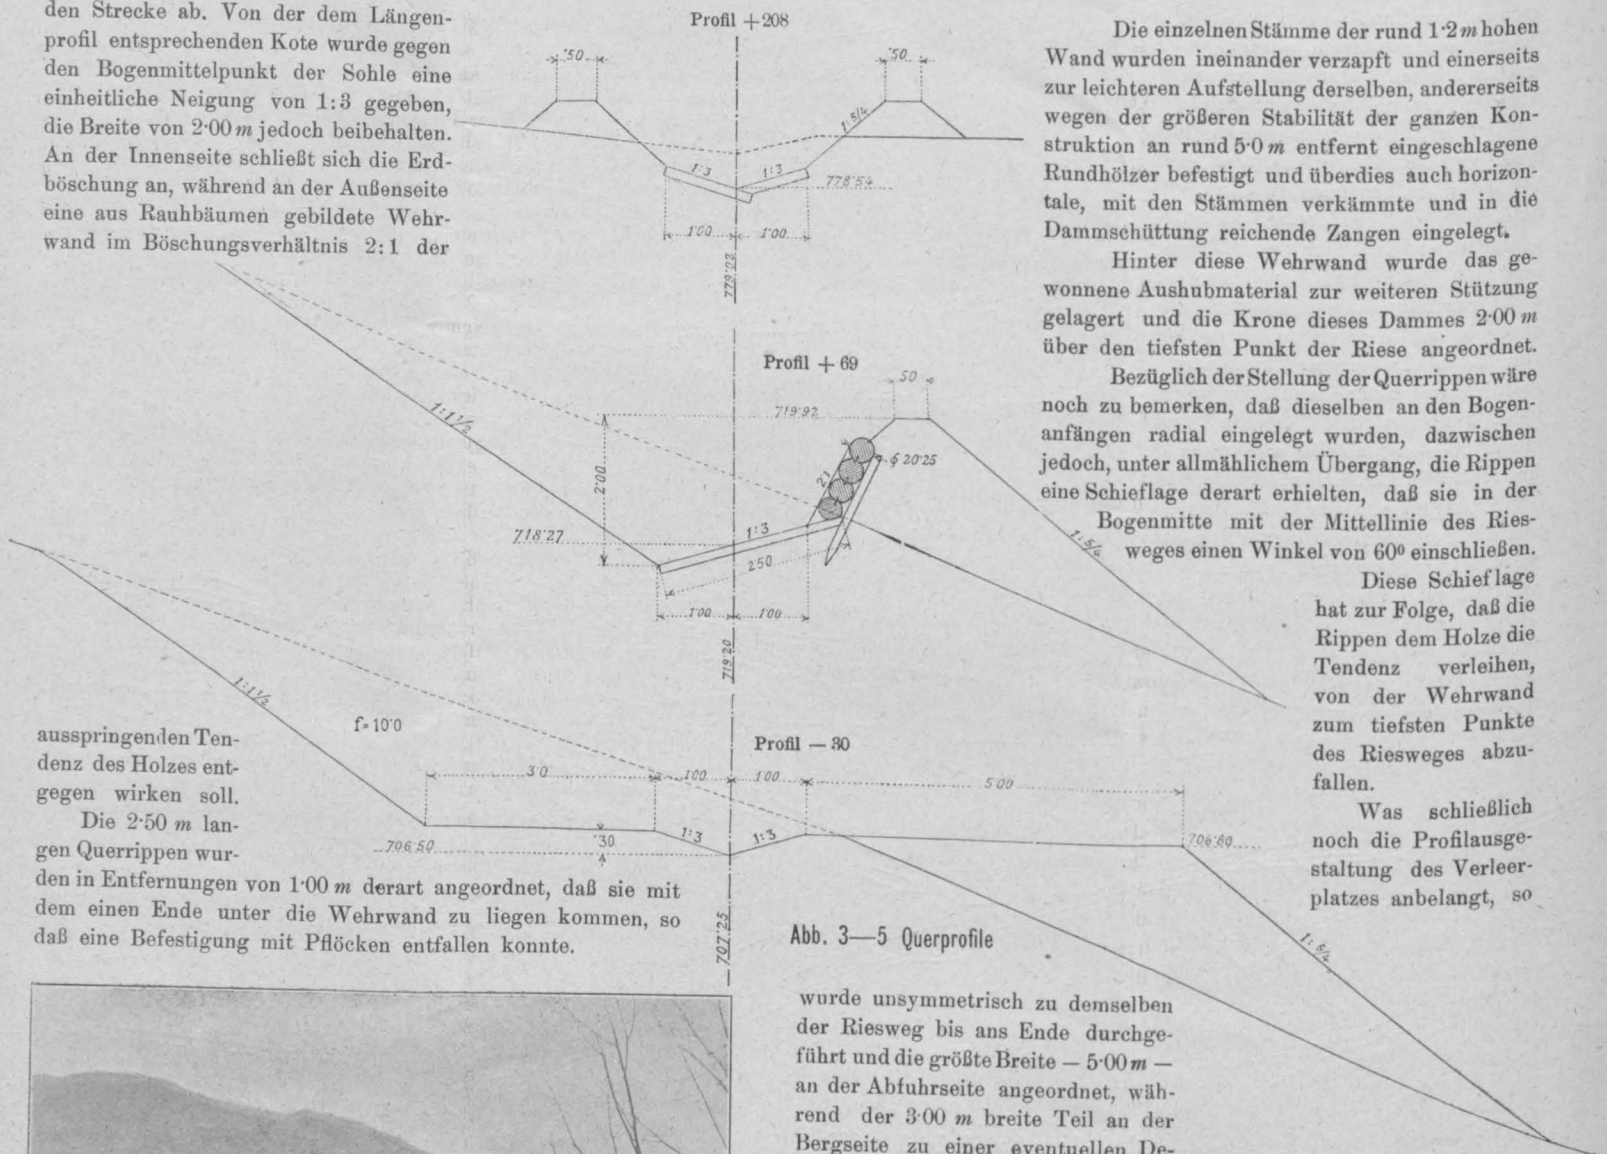 den Strecke ab. Von der dem Längen-
profil entsprechenden Kote wurde gegen
den Bogenmittelpunkt der Sohle eine
einheitliche Neigung von 1:3 gegeben,
die Breite von 2·00 m jedoch beibehalten.
An der Innenseite schließt sich die Erd-
böschung an, während an der Außenseite
eine aus Rauhbäumen gebildete Wehr-
wand im Böschungsverhältnis 2:1 der
ausspringenden Ten-
denz des Holzes ent-
gegen wirken soll.
Die 2·50 m lan-
gen Querrippen wur-
den in Entfernungen von 1·00 m derart angeordnet, daß sie mit
dem einen Ende unter die Wehrwand zu liegen kommen, so
daß eine Befestigung mit Pflöcken entfallen konnte.
Profil +208
·50
·50
1:5/4
1:3
1:3
778·54
1·00
1·00
779·02
Profil + 69
50
719·92
1:1½
2·00
2:1
ϕ 20·25
718·27
1:3
250
1:5/4
1·00
1·00
719·20
1:1½
f=10·0
Profil — 30
3·0
1·00
1·00
5·00
1:3
1:3
706·50
·30
706·80
707·25
1:5/4
Abb. 3—5 Querprofile
Die einzelnen Stämme der rund 1·2 m hohen
Wand wurden ineinander verzapft und einerseits
zur leichteren Aufstellung derselben, andererseits
wegen der größeren Stabilität der ganzen Kon-
struktion an rund 5·0 m entfernt eingeschlagene
Rundhölzer befestigt und überdies auch horizon-
tale, mit den Stämmen verkämmte und in die
Dammschüttung reichende Zangen eingelegt.
Hinter diese Wehrwand wurde das ge-
wonnene Aushubmaterial zur weiteren Stützung
gelagert und die Krone dieses Dammes 2·00 m
über den tiefsten Punkt der Riese angeordnet.
Bezüglich der Stellung der Querrippen wäre
noch zu bemerken, daß dieselben an den Bogen-
anfängen radial eingelegt wurden, dazwischen
jedoch, unter allmählichem Übergang, die Rippen
eine Schieflage derart erhielten, daß sie in der
Bogenmitte mit der Mittellinie des Ries-
weges einen Winkel von 60⁰ einschließen.
Diese Schieflage
hat zur Folge, daß die
Rippen dem Holze die
Tendenz verleihen,
von der Wehrwand
zum tiefsten Punkte
des Riesweges abzu-
fallen.
Was schließlich
noch die Profilausge-
staltung des Verleer-
platzes anbelangt, so
wurde unsymmetrisch zu demselben
der Riesweg bis ans Ende durchge-
führt und die größte Breite — 5·00 m —
an der Abfuhrseite angeordnet, wäh-
rend der 3·00 m breite Teil an der
Bergseite zu einer eventuellen De-